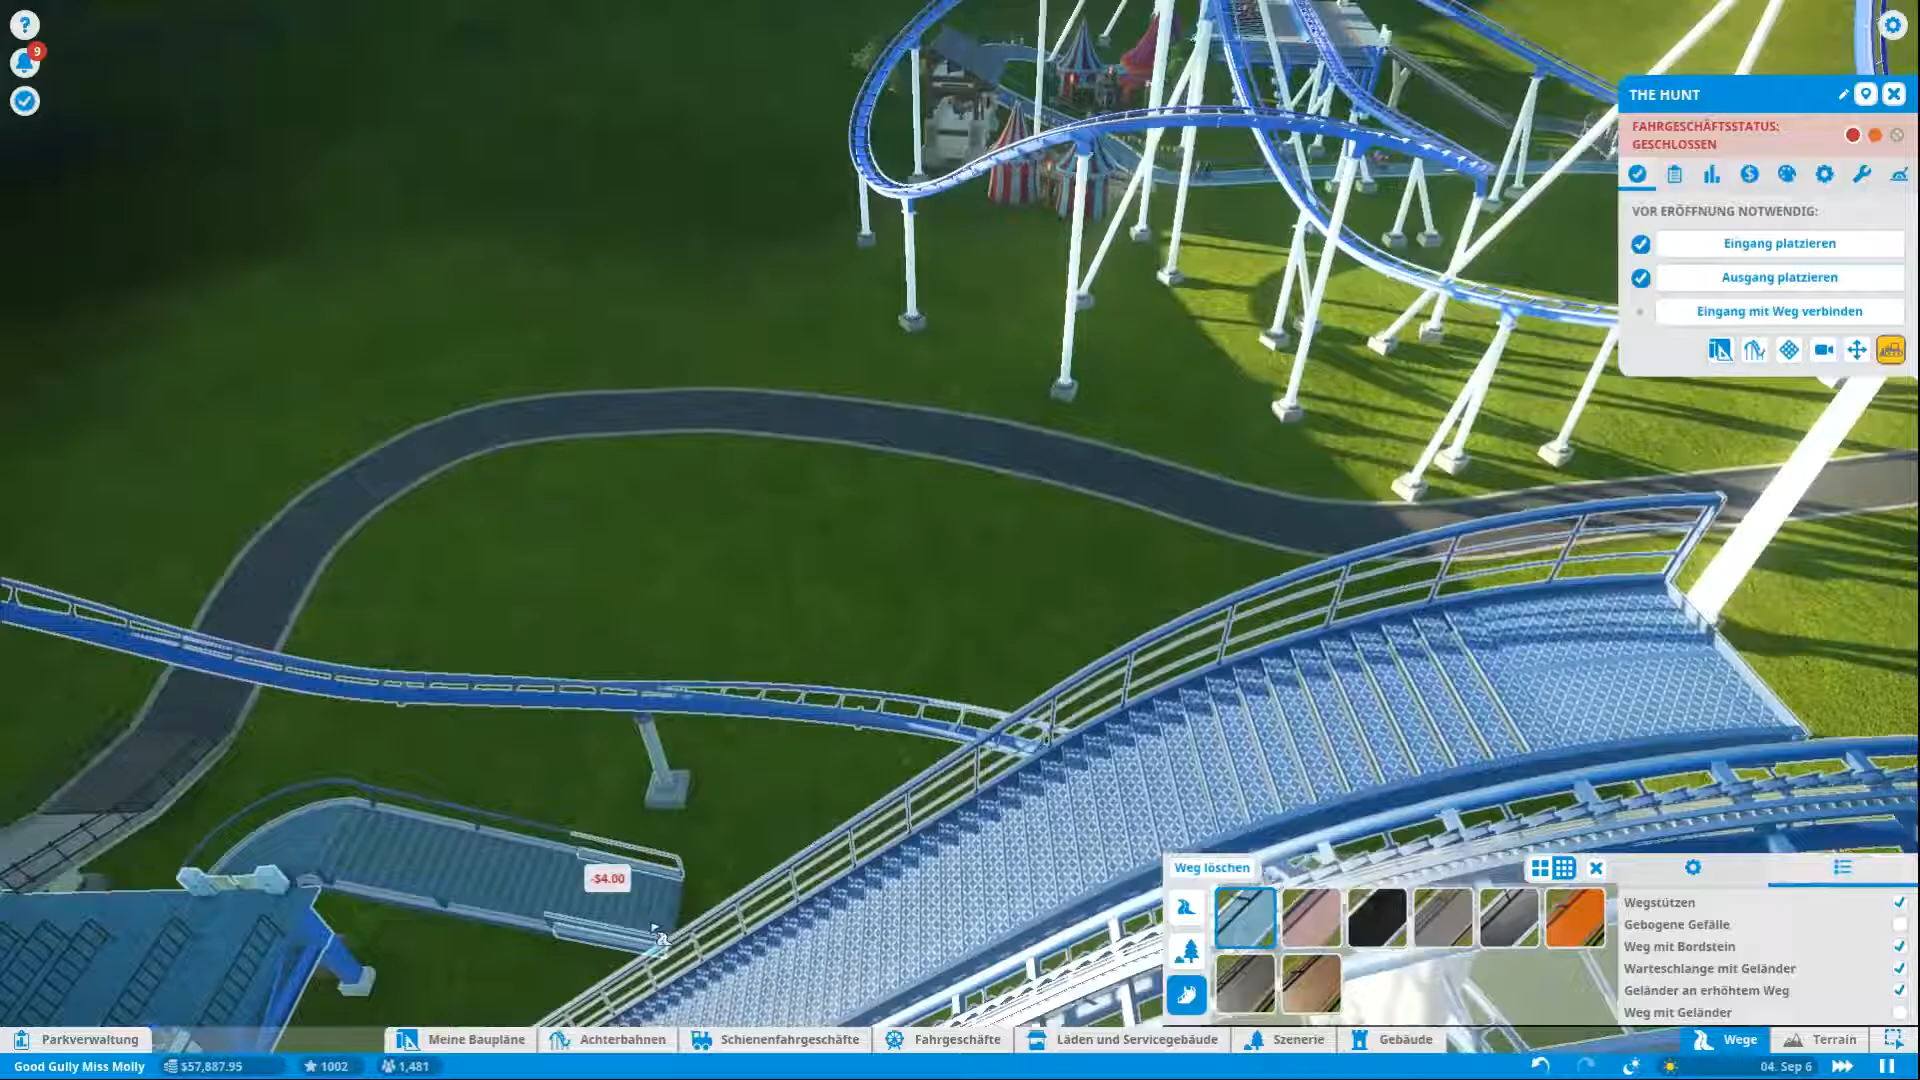 ?
9
THE HUNT
FAHRGESCHÄFTSSTATUS:
GESCHLOSSEN
VOR ERÖFFNUNG NOTWENDIG:
Eingang platzieren
Ausgang platzieren
Eingang mit Weg verbinden
-$4.00
Weg löschen
Wegstützen
Gebogene Gefälle
Weg mit Bordstein
Warteschlange mit Geländer
Geländer an erhöhtem Weg
Weg mit Geländer
Parkverwaltung
Meine Baupläne
Achterbahnen
Schienenfahrgeschäfte
Fahrgeschäfte
Läden und Servicegebäude
Szenerie
Gebäude
Wege
Terrain
Good Gully Miss Molly
$57,887.95
1002
1,481
04. Sep 6